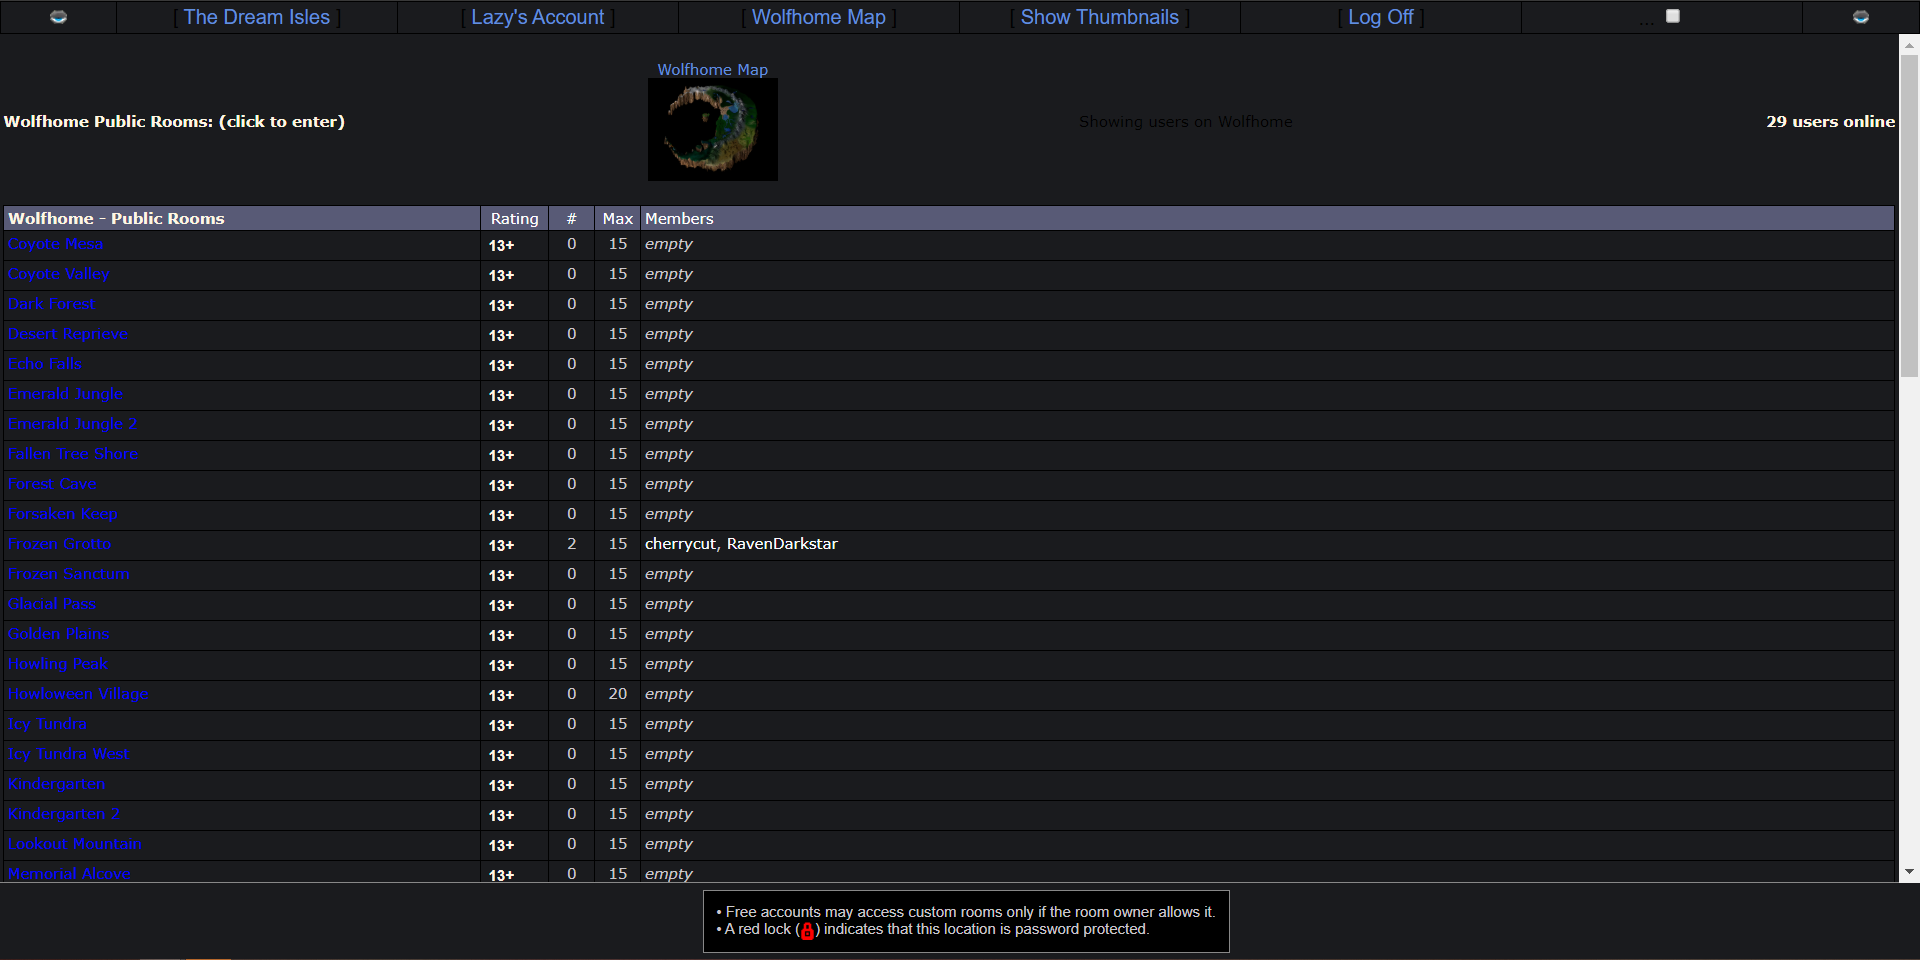 [ The Dream Isles ] [ Lazy's Account ] [ Wolfhome Map ] [ Show Thumbnails ] [ Log Off ] ...
Wolfhome Map
Wolfhome Public Rooms: (click to enter) Showing users on Wolfhome 29 users online
Wolfhome - Public Rooms Rating # Max Members
Coyote Mesa 13+ 0 15 empty
Coyote Valley 13+ 0 15 empty
Dark Forest 13+ 0 15 empty
Desert Reprieve 13+ 0 15 empty
Echo Falls 13+ 0 15 empty
Emerald Jungle 13+ 0 15 empty
Emerald Jungle 2 13+ 0 15 empty
Fallen Tree Shore 13+ 0 15 empty
Forest Cave 13+ 0 15 empty
Forsaken Keep 13+ 0 15 empty
Frozen Grotto 13+ 2 15 cherrycut, RavenDarkstar
Frozen Sanctum 13+ 0 15 empty
Glacial Pass 13+ 0 15 empty
Golden Plains 13+ 0 15 empty
Howling Peak 13+ 0 15 empty
Howloween Village 13+ 0 20 empty
Icy Tundra 13+ 0 15 empty
Icy Tundra West 13+ 0 15 empty
Kindergarten 13+ 0 15 empty
Kindergarten 2 13+ 0 15 empty
Lookout Mountain 13+ 0 15 empty
Memorial Alcove 13+ 0 15 empty
• Free accounts may access custom rooms only if the room owner allows it.
• A red lock () indicates that this location is password protected.